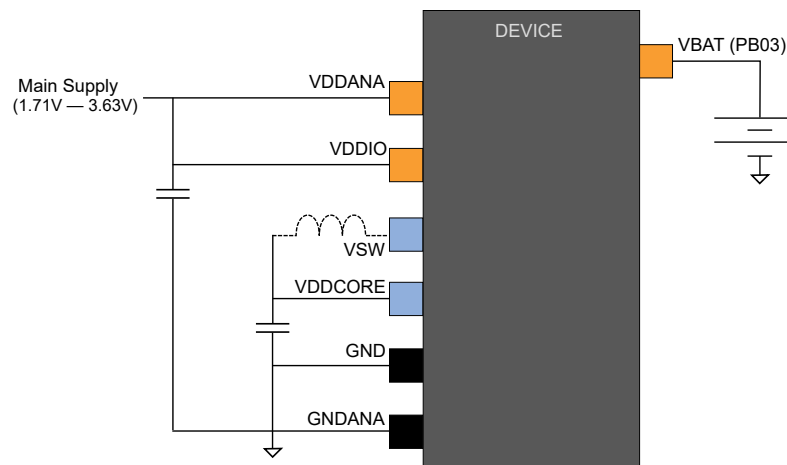 DEVICE
VBAT (PB03)
VDDANA
Main Supply
(1.71V — 3.63V)
VDDIO
VSW
VDDCORE
GND
GNDANA